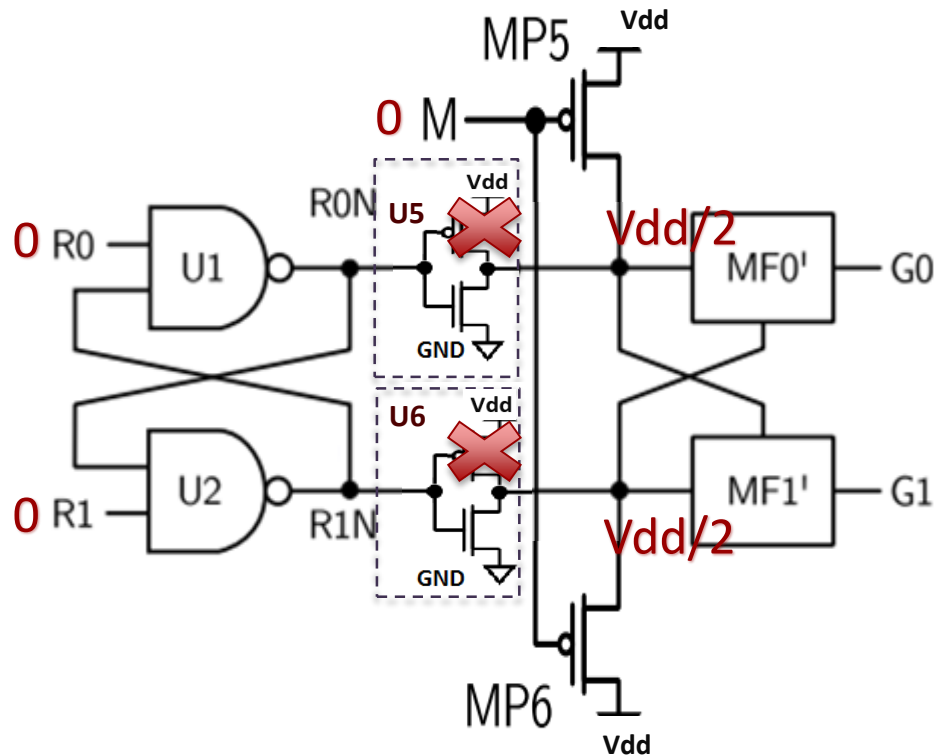 Vdd
MP5
0 M
R0N
Vdd
U5
0 R0
U1
Vdd/2
MF0'
G0
GND
Vdd
U6
0 R1
U2
R1N
MF1'
G1
Vdd/2
GND
MP6
Vdd